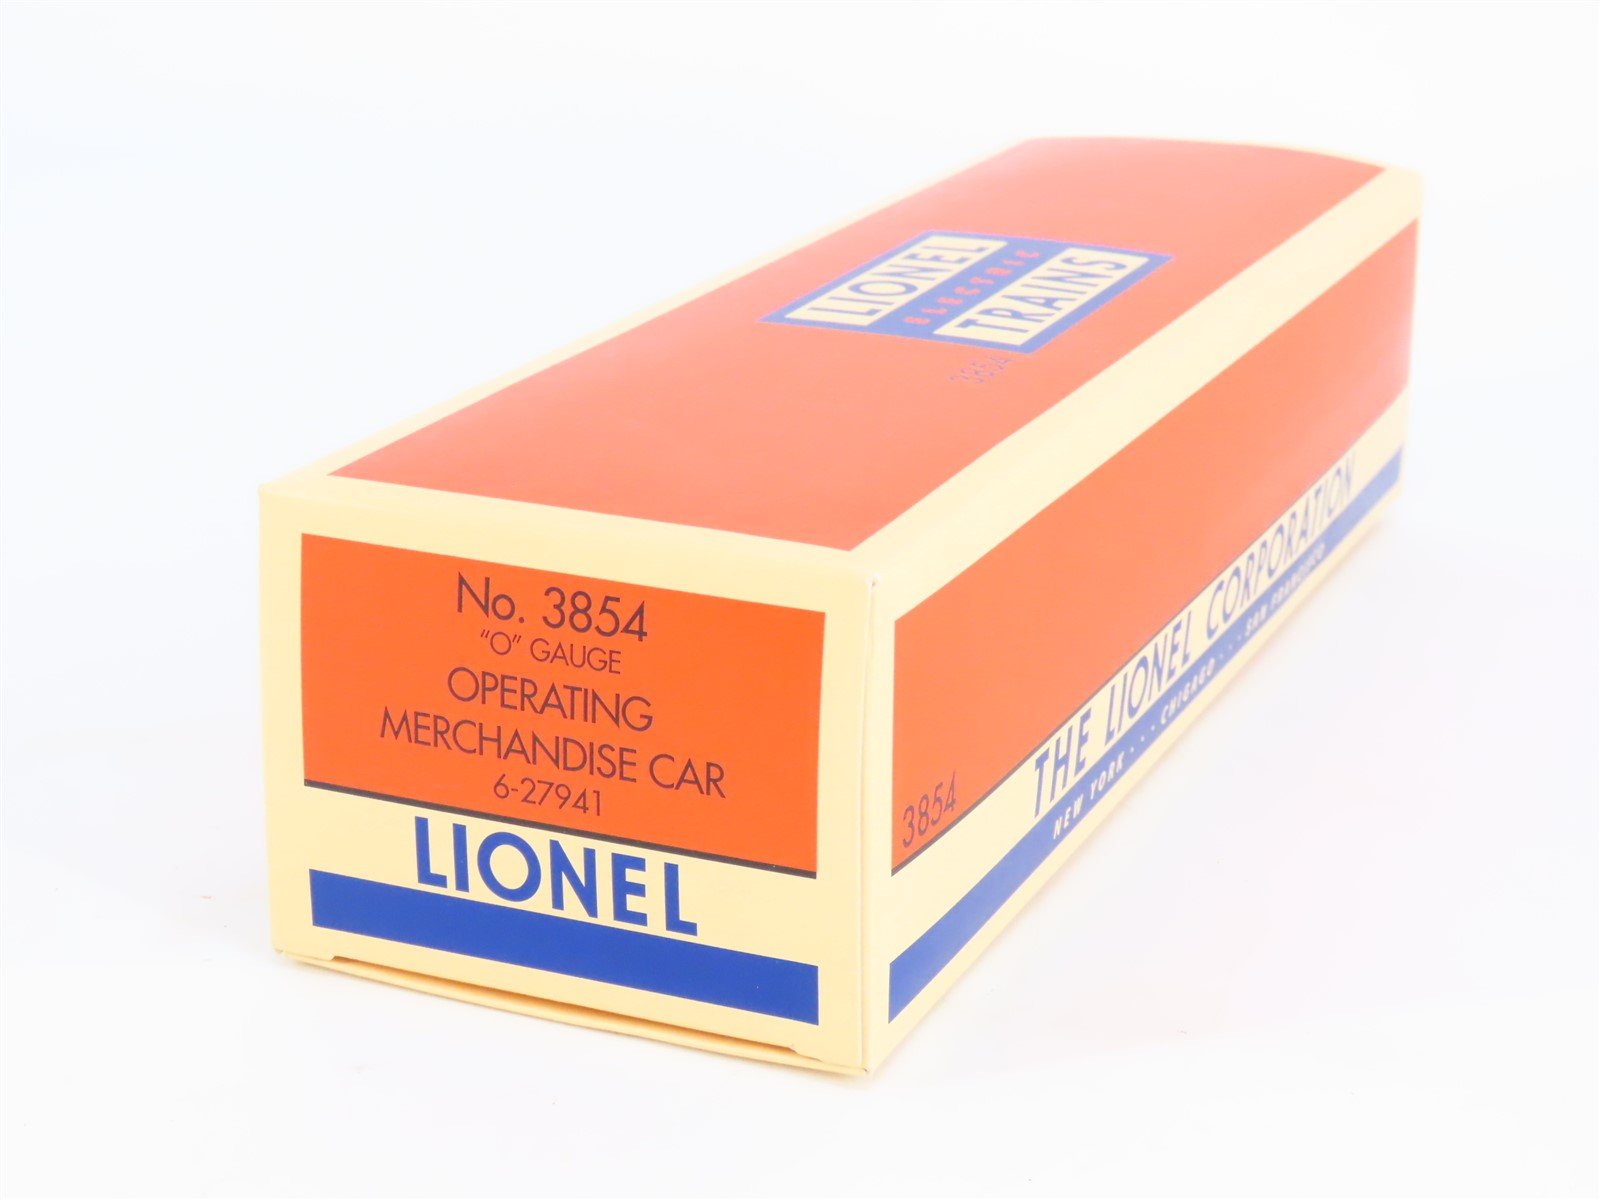 LIONEL
ELECTRIC
TRAINS
3854
No. 3854
"O" GAUGE
OPERATING
MERCHANDISE CAR
6-27941
LIONEL
3854
THE LIONEL CORPORATION
NEW YORK . . . CHICAGO . . . SAN FRANCISCO